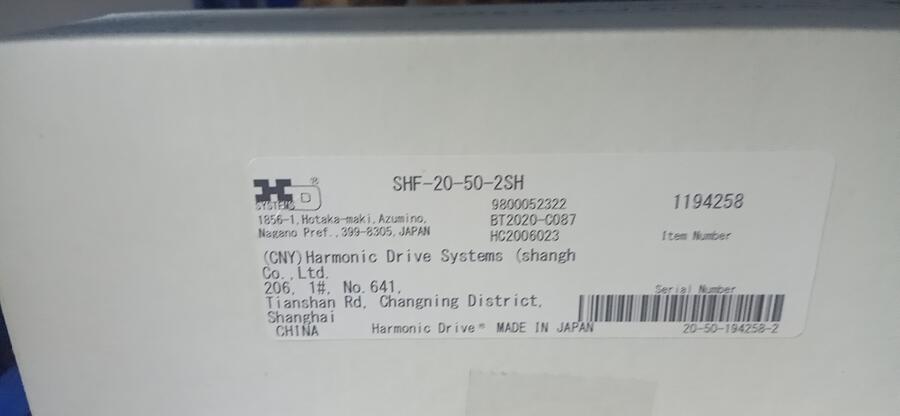 HD®
SYSTEMS
SHF-20-50-2SH
1856-1,Hotaka-maki,Azumino,
Nagano Pref.,399-8305,JAPAN
9800052322
BT2020-C087
HC2006023
1194258
Item Number
(CNY)Harmonic Drive Systems (shangh
Co.,Ltd.
206, 1#, No.641,
Tianshan Rd, Changning District,
Shanghai
CHINA
Serial Number
Harmonic Drive® MADE IN JAPAN
20-50-194258-2